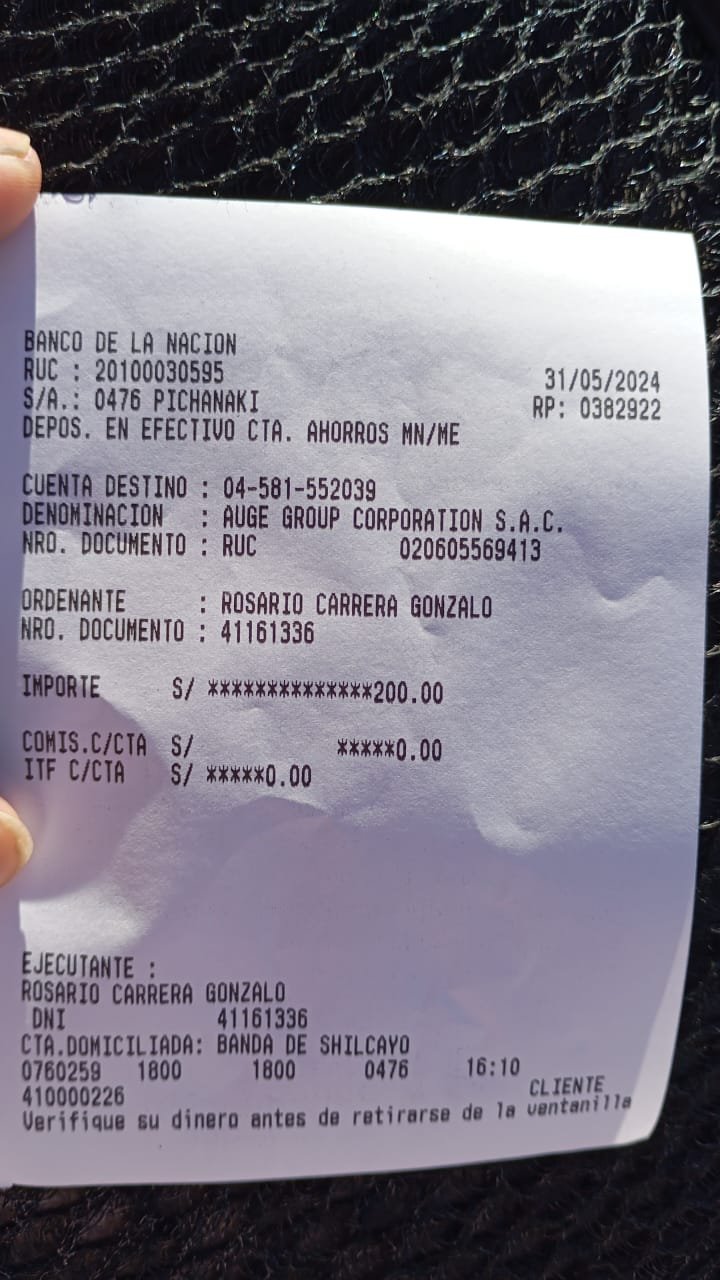 BANCO DE LA NACION
RUC : 20100030595 31/05/2024
S/A.: 0476 PICHANAKI RP: 0382922
DEPOS. EN EFECTIVO CTA. AHORROS MN/ME
CUENTA DESTINO : 04-581-552039
DENOMINACION : AUGE GROUP CORPORATION S.A.C.
NRO. DOCUMENTO : RUC 020605569413
ORDENANTE : ROSARIO CARRERA GONZALO
NRO. DOCUMENTO : 41161336
IMPORTE S/ **************200.00
COMIS.C/CTA S/ *****0.00
ITF C/CTA S/ *****0.00
EJECUTANTE :
ROSARIO CARRERA GONZALO
DNI 41161336
CTA.DOMICILIADA: BANDA DE SHILCAYO
0760259 1800 1800 0476 16:10
410000226 CLIENTE
Verifique su dinero antes de retirarse de la ventanilla